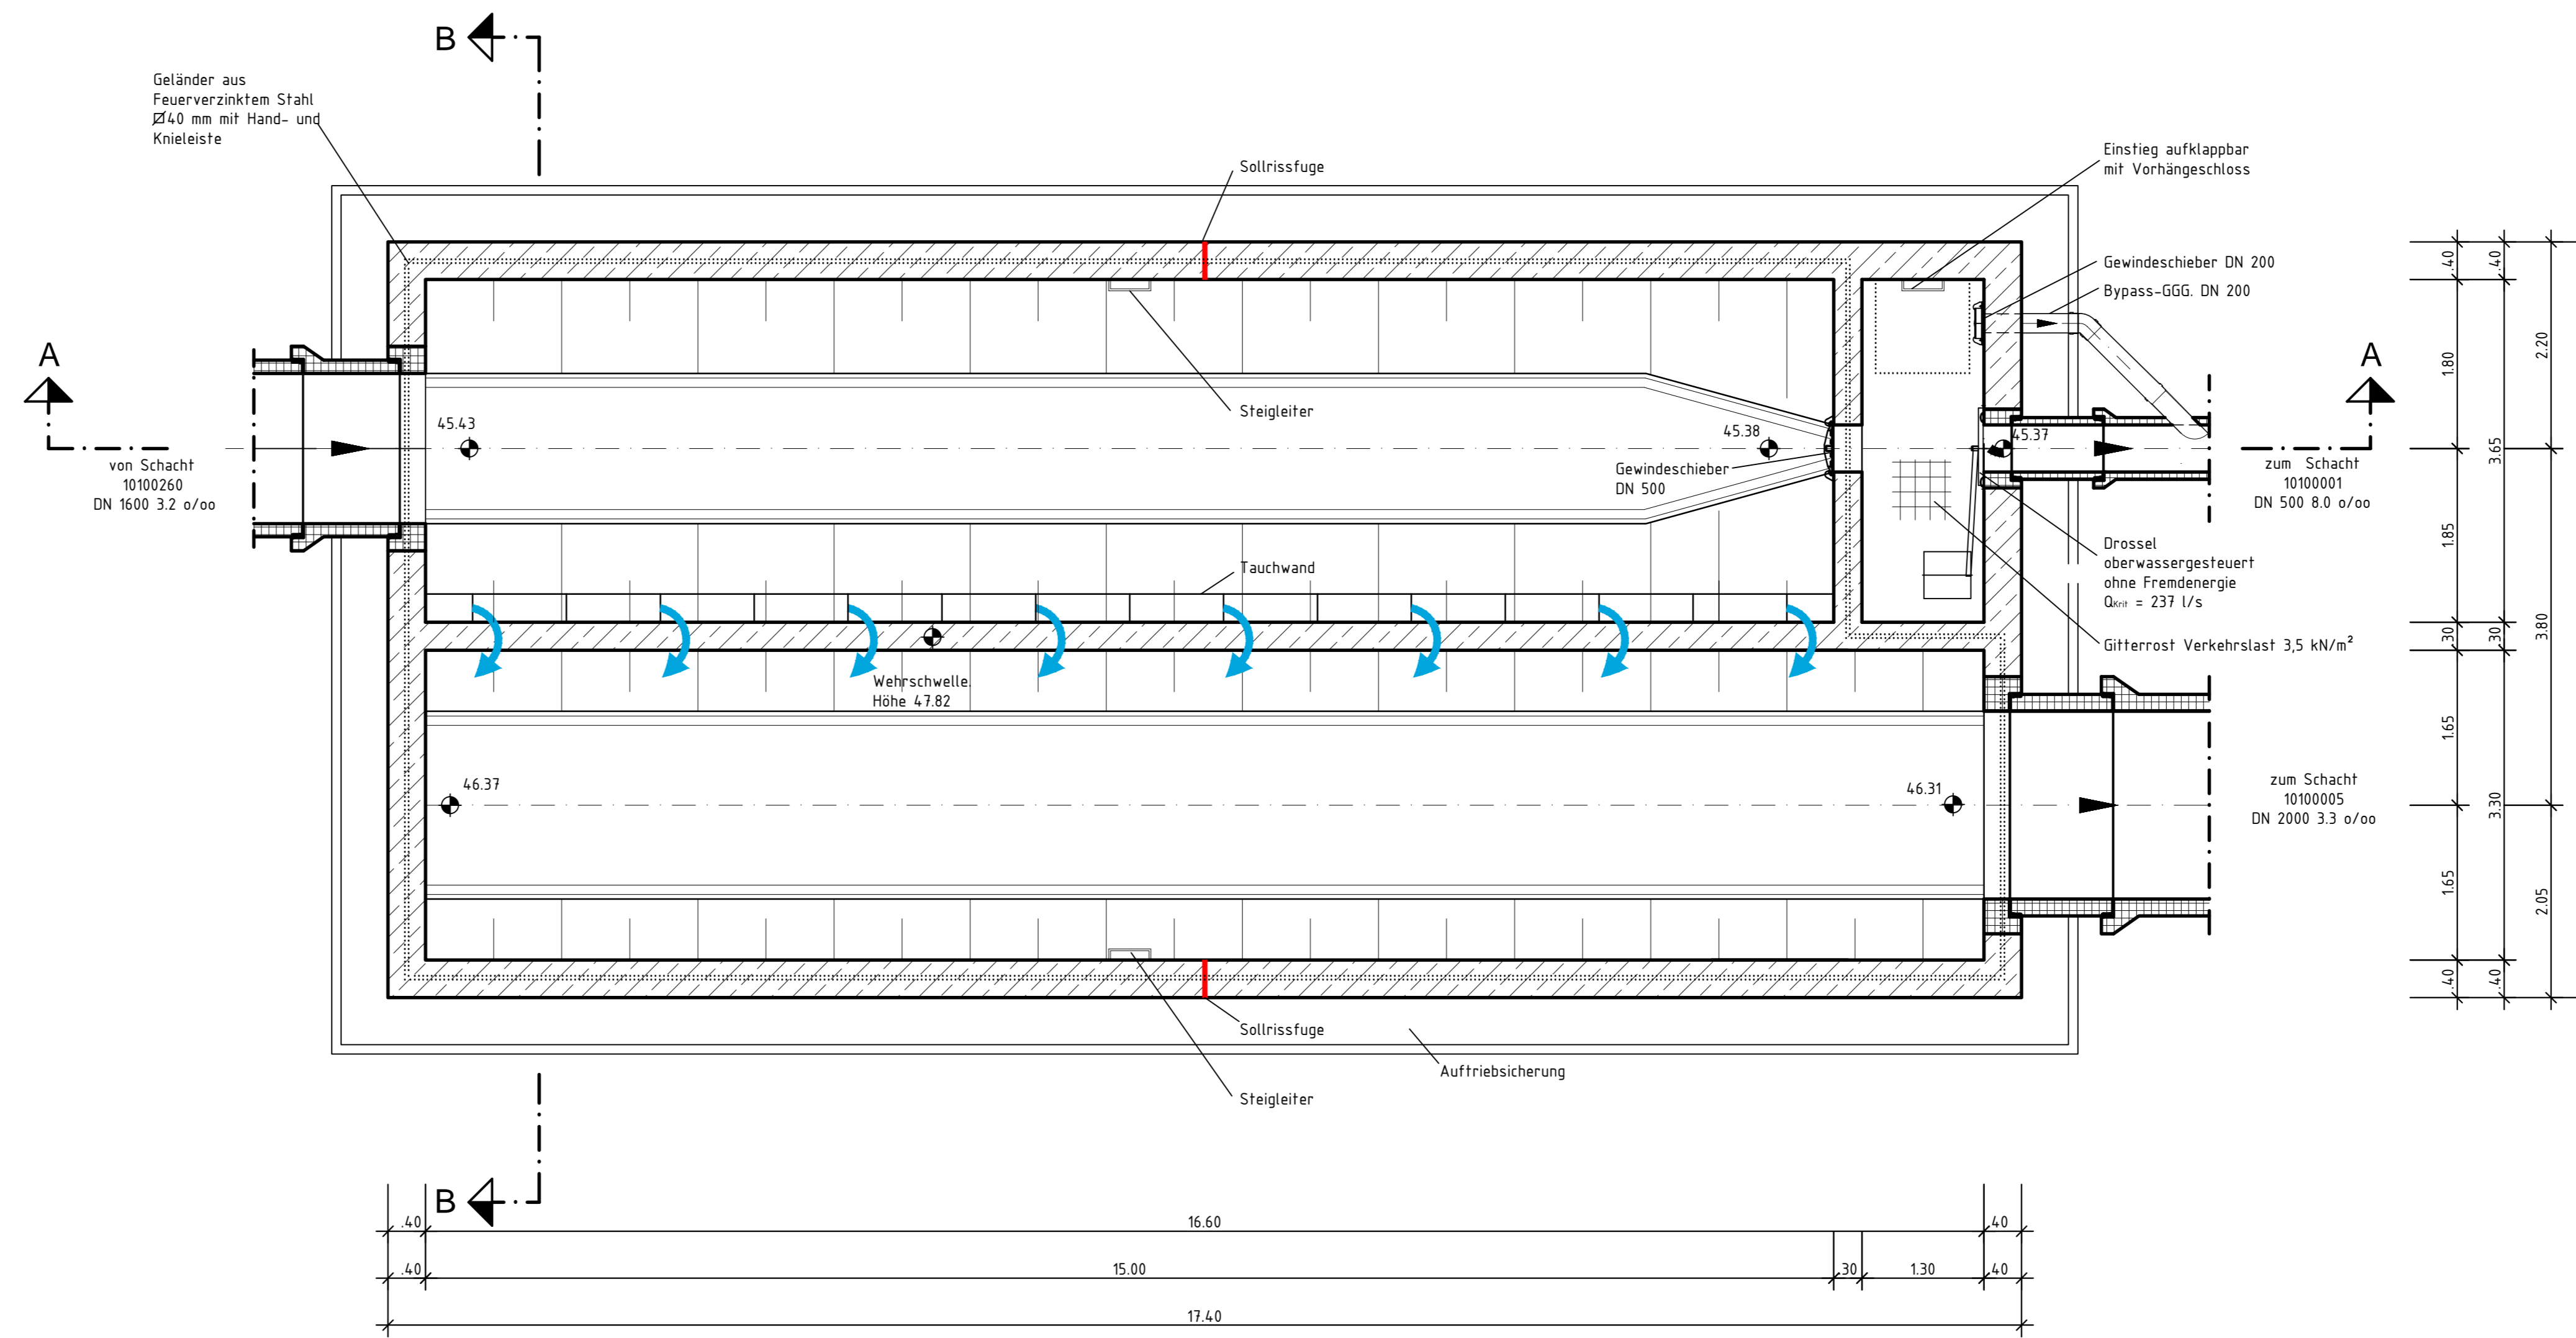 B
Geländer aus
Feuerverzinktem Stahl
40 mm mit Hand- und
Knieleiste
Sollrissfuge
Einstieg aufklappbar
mit Vorhängeschloss
Gewindeschieber DN 200
Bypass-GGG. DN 200
A
A
von Schacht
10100260
DN 1600 3.2 o/oo
45.43
Steigleiter
45.38
Gewindeschieber
DN 500
45.37
zum Schacht
10100001
DN 500 8.0 o/oo
Drossel
oberwassergesteuert
ohne Fremdenergie
QKrit = 237 l/s
Tauchwand
Gitterrost Verkehrslast 3,5 kN/m²
Wehrschwelle.
Höhe 47.82
46.37
46.31
zum Schacht
10100005
DN 2000 3.3 o/oo
Sollrissfuge
Auftriebsicherung
Steigleiter
B
.40
1.80
1.85
30
1.65
1.65
.40
.40
3.65
30
3.30
.40
2.20
3.80
2.05
.40
16.60
40
.40
15.00
30
1.30
40
17.40